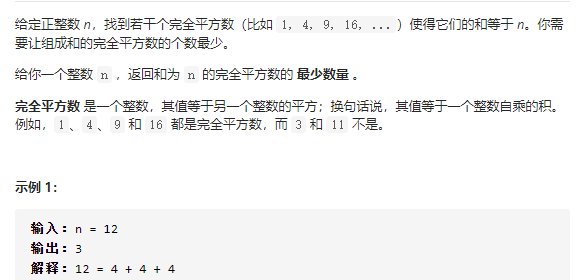 给定正整数 n，找到若干个完全平方数（比如 1, 4, 9, 16, ...）使得它们的和等于 n。你需
要让组成和的完全平方数的个数最少。
给你一个整数 n ，返回和为 n 的完全平方数的 最少数量 。
完全平方数 是一个整数，其值等于另一个整数的平方；换句话说，其值等于一个整数自乘的积。
例如，1、4、9 和 16 都是完全平方数，而 3 和 11 不是。
示例 1：
输入：n = 12
输出：3
解释：12 = 4 + 4 + 4